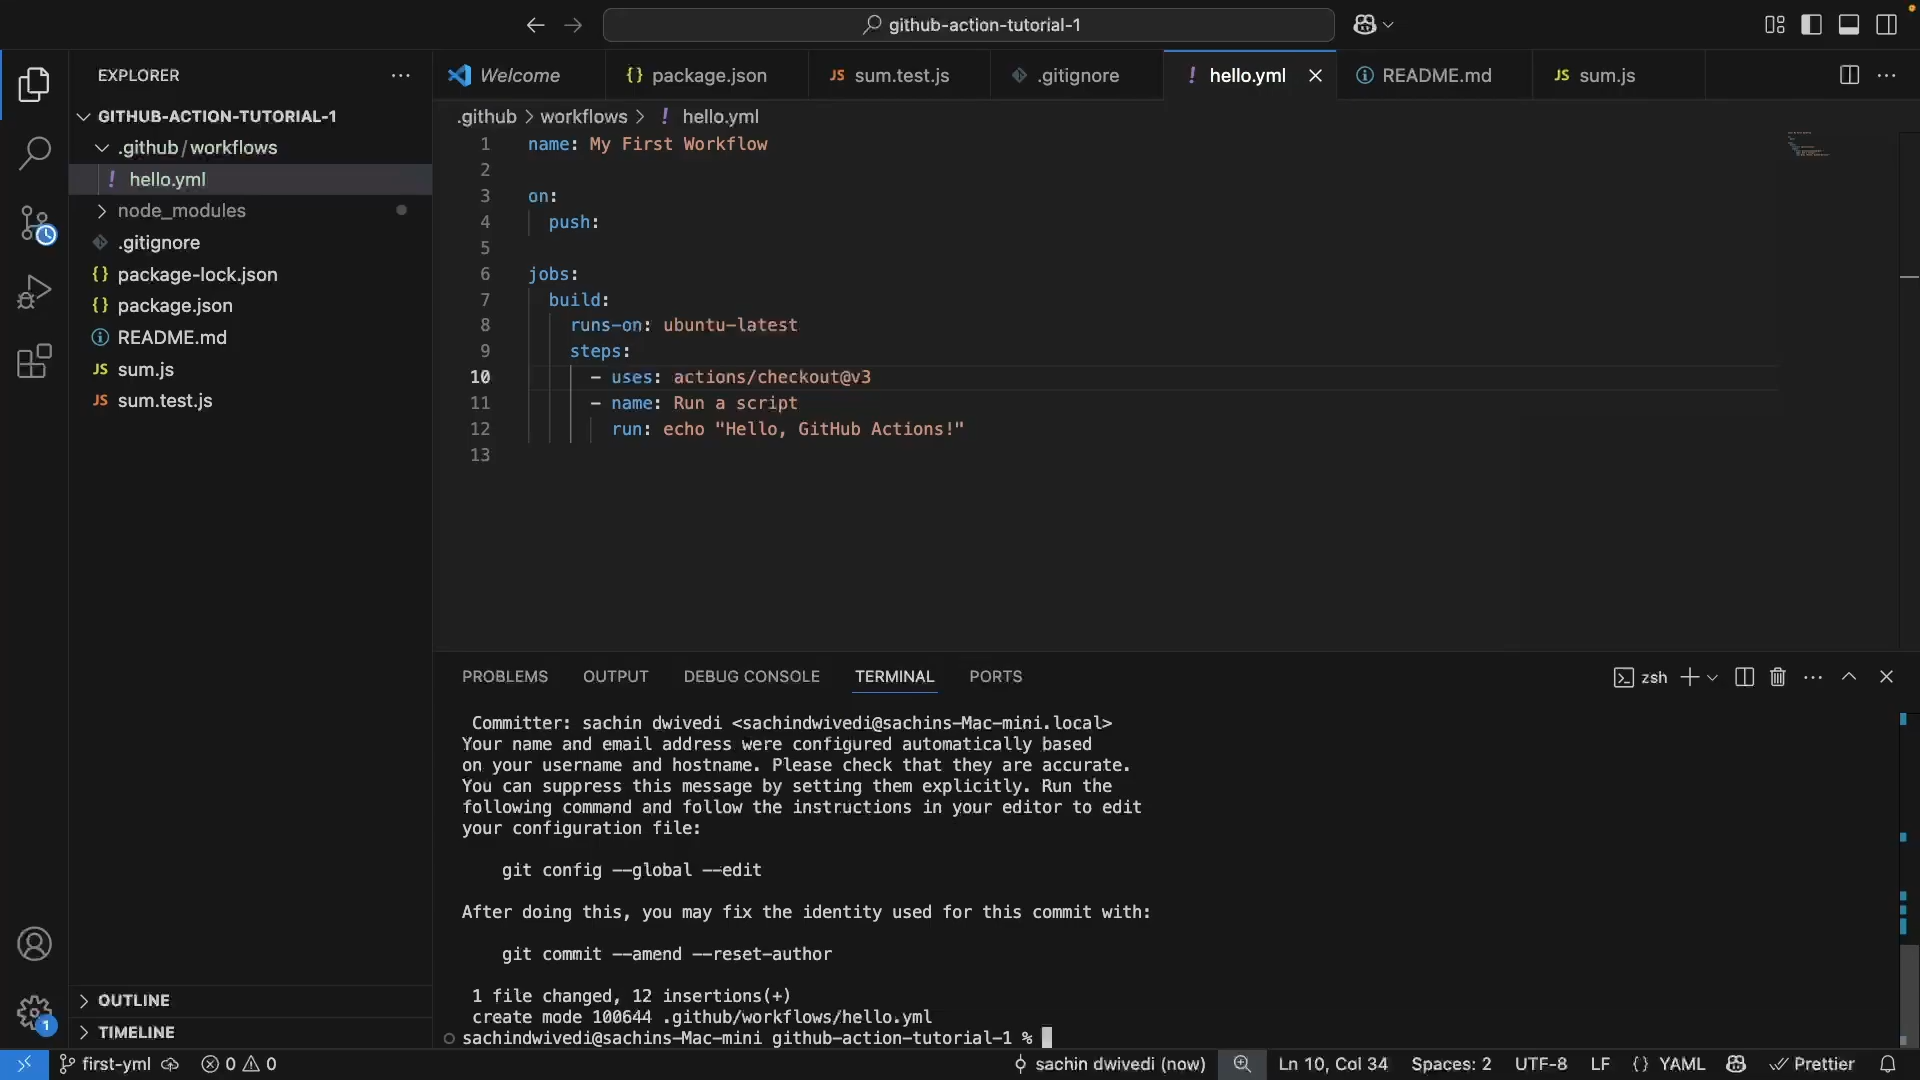 github-action-tutorial-1
EXPLORER
GITHUB-ACTION-TUTORIAL-1
.github/workflows
! hello.yml
node_modules
.gitignore
{} package-lock.json
{} package.json
README.md
JS sum.js
JS sum.test.js
OUTLINE
TIMELINE
1
Welcome
{} package.json
JS sum.test.js
.gitignore
! hello.yml
README.md
JS sum.js
.github > workflows > ! hello.yml
1 name: My First Workflow
2
3 on:
4 push:
5
6 jobs:
7 build:
8 runs-on: ubuntu-latest
9 steps:
10 - uses: actions/checkout@v3
11 - name: Run a script
12 run: echo "Hello, GitHub Actions!"
13
PROBLEMS OUTPUT DEBUG CONSOLE TERMINAL PORTS
zsh
Committer: sachin dwivedi <sachindwivedi@sachins-Mac-mini.local>
Your name and email address were configured automatically based
on your username and hostname. Please check that they are accurate.
You can suppress this message by setting them explicitly. Run the
following command and follow the instructions in your editor to edit
your configuration file:
git config --global --edit
After doing this, you may fix the identity used for this commit with:
git commit --amend --reset-author
1 file changed, 12 insertions(+)
create mode 100644 .github/workflows/hello.yml
sachindwivedi@sachins-Mac-mini github-action-tutorial-1 %
first-yml 0 0 sachin dwivedi (now) Ln 10, Col 34 Spaces: 2 UTF-8 LF {} YAML Prettier